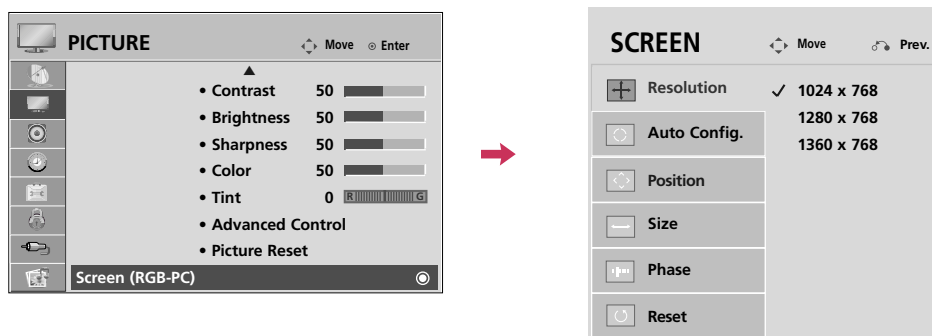 PICTURE Move Enter
• Contrast 50
• Brightness 50
• Sharpness 50
• Color 50
• Tint 0 R G
• Advanced Control
• Picture Reset
Screen (RGB-PC)
SCREEN Move Prev.
Resolution
Auto Config.
Position
Size
Phase
Reset
✓ 1024 x 768
1280 x 768
1360 x 768